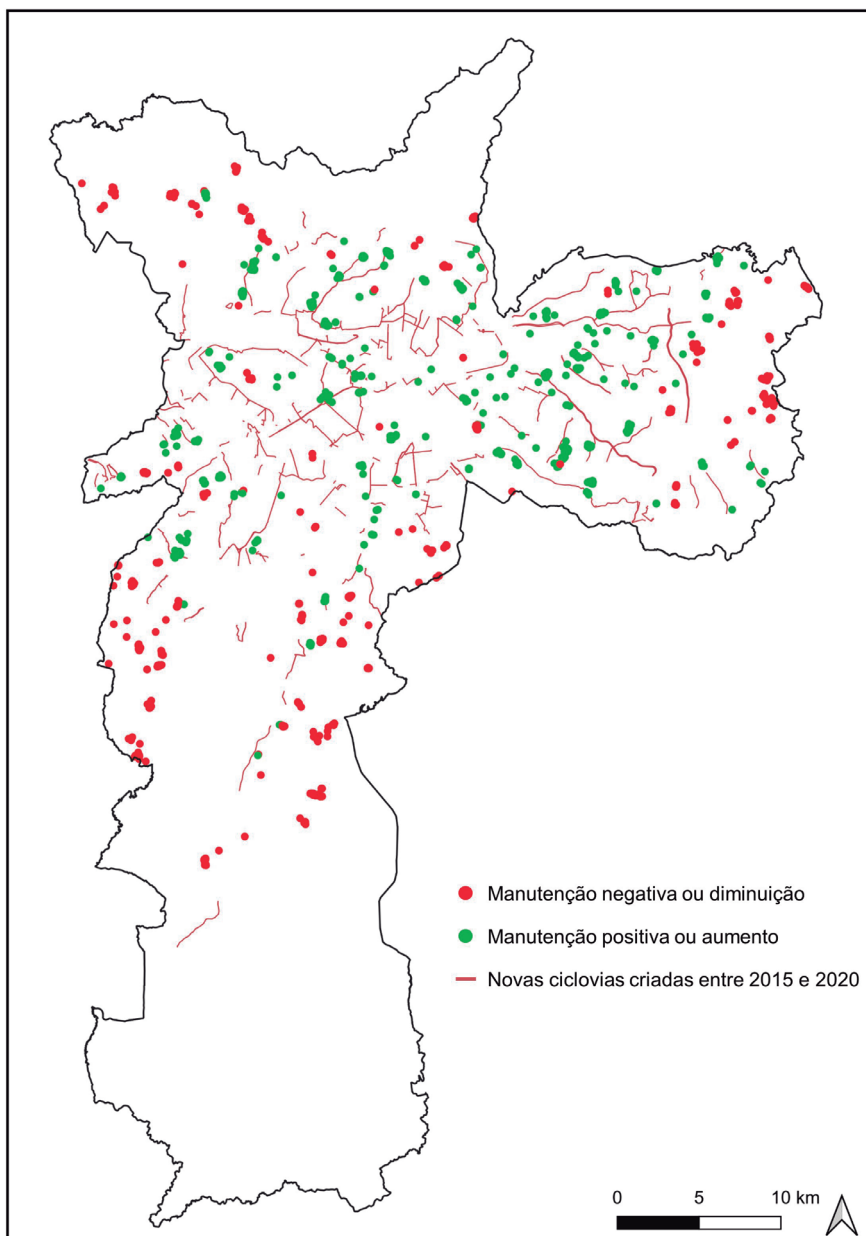 Manutenção negativa ou diminuição
Manutenção positiva ou aumento
Novas ciclovias criadas entre 2015 e 2020
0 5 10 km